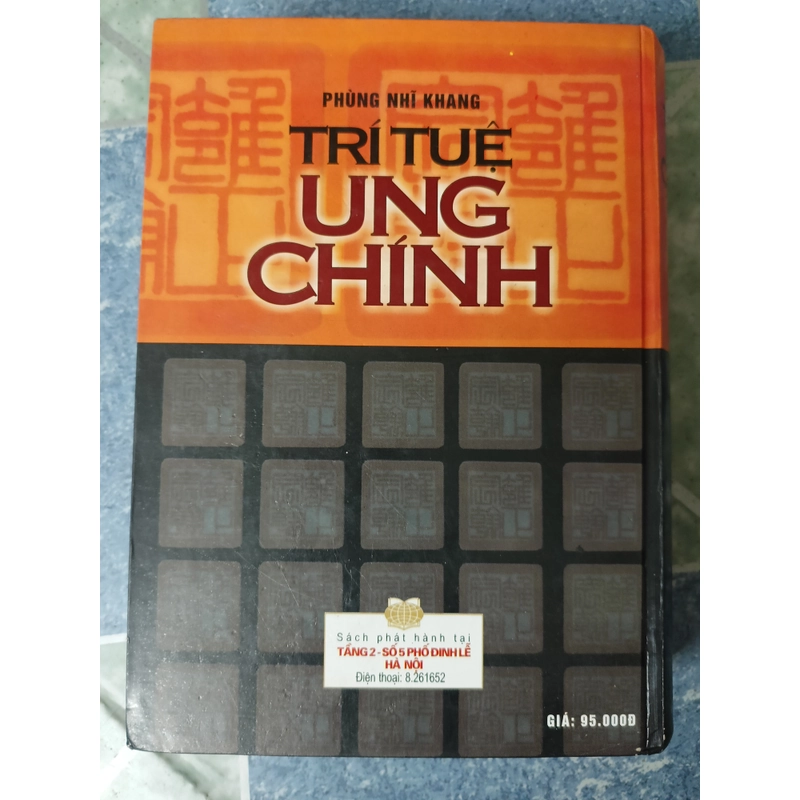 PHÙNG NHĨ KHANG
TRÍ TUỆ
UNG
CHÍNH
Sách phát hành tại
TẦNG 2 - SỐ 5 PHỐ ĐINH LỄ
HÀ NỘI
Điện thoại: 8.261652
GIÁ: 95.000Đ